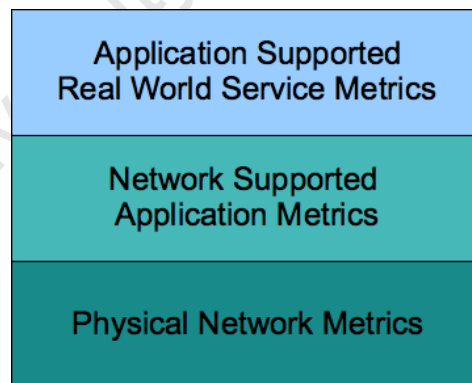 Application Supported
Real World Service Metrics
Network Supported
Application Metrics
Physical Network Metrics